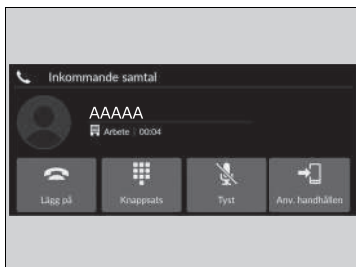 Inkommande samtal
AAAAA
Arbete | 00:04
Lägg på
Knappsats
Tyst
Anv. handhållen